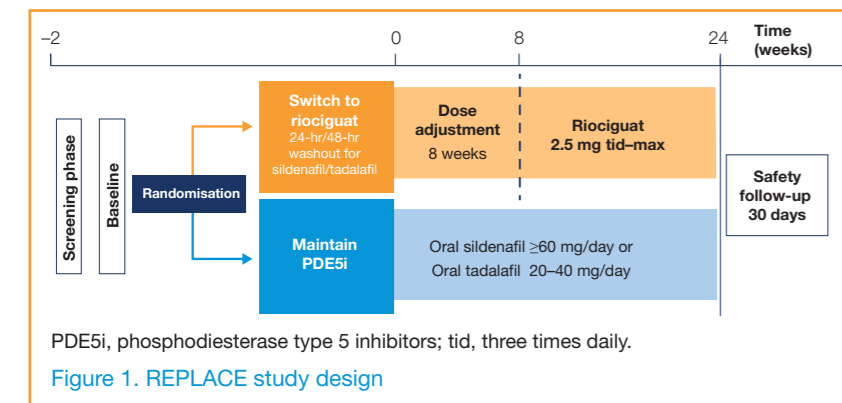 −2 0 8 24 Time
(weeks)
Screening phase
Baseline
Randomisation
Switch to
riociguat
24-hr/48-hr
washout for
sildenafil/tadalafil
Dose
adjustment
8 weeks
Riociguat
2.5 mg tid–max
Maintain
PDE5i
Oral sildenafil ≥60 mg/day or
Oral tadalafil 20–40 mg/day
Safety
follow-up
30 days
PDE5i, phosphodiesterase type 5 inhibitors; tid, three times daily.
Figure 1. REPLACE study design